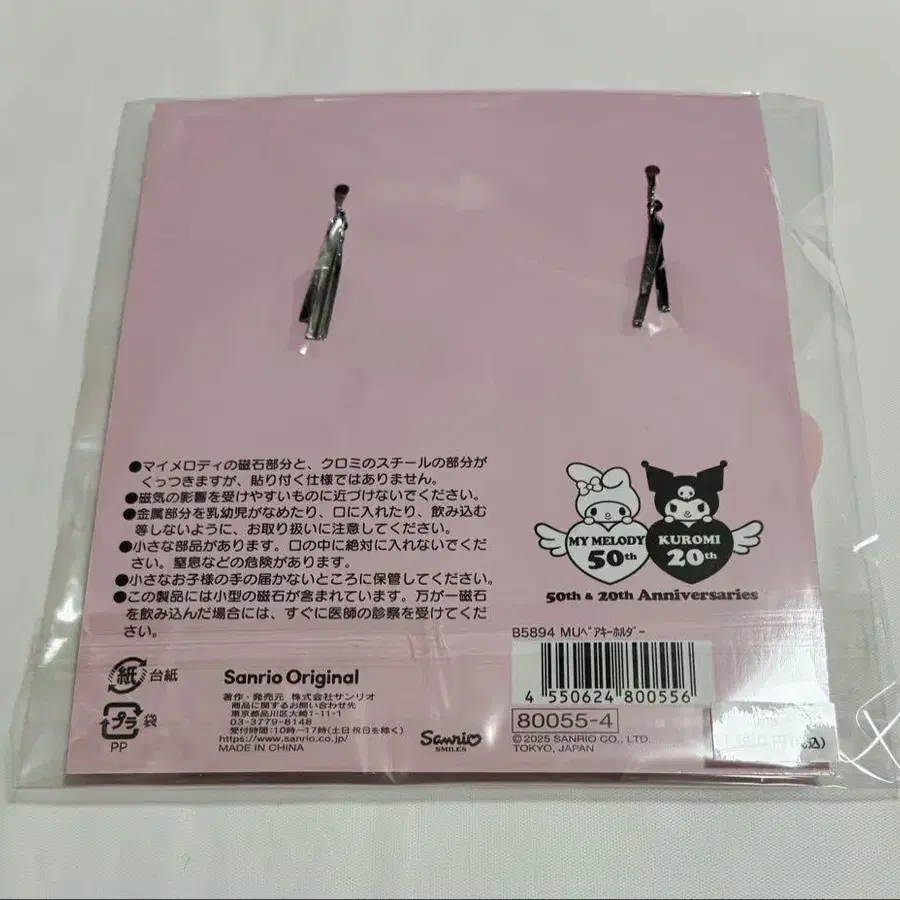 ●マイメロディの磁石部分と、クロミのスチールの部分が
くっつきますが、貼り付く仕様ではありません。
●磁気の影響を受けやすいものに近づけないでください。
●金属部分を乳幼児がなめたり、口に入れたり、飲み込む
等しないように、お取り扱いに注意してください。
●小さな部品があります。口の中に絶対に入れないでくだ
さい。窒息などの危険があります。
●小さなお子様の手の届かないところに保管してください。
●この製品には小型の磁石が含まれています。万が一磁石
を飲み込んだ場合には、すぐに医師の診察を受けてくだ
さい。
MY MELODY
50th
KUROMI
20th
50th & 20th Anniversaries
紙 台紙
プラ 袋
PP
Sanrio Original
著作・発売元 株式会社サンリオ
商品に関するお問い合わせ先
東京都品川区大崎1-11-1
03-3779-8148
受付時間:10時~17時(土日祝日を除く)
https://www.sanrio.co.jp/
MADE IN CHINA
Sanrio
SMILES
B5894 MUペアキーホルダー
4 550624 800556
80055-4
©2025 SANRIO CO., LTD.
TOKYO, JAPAN